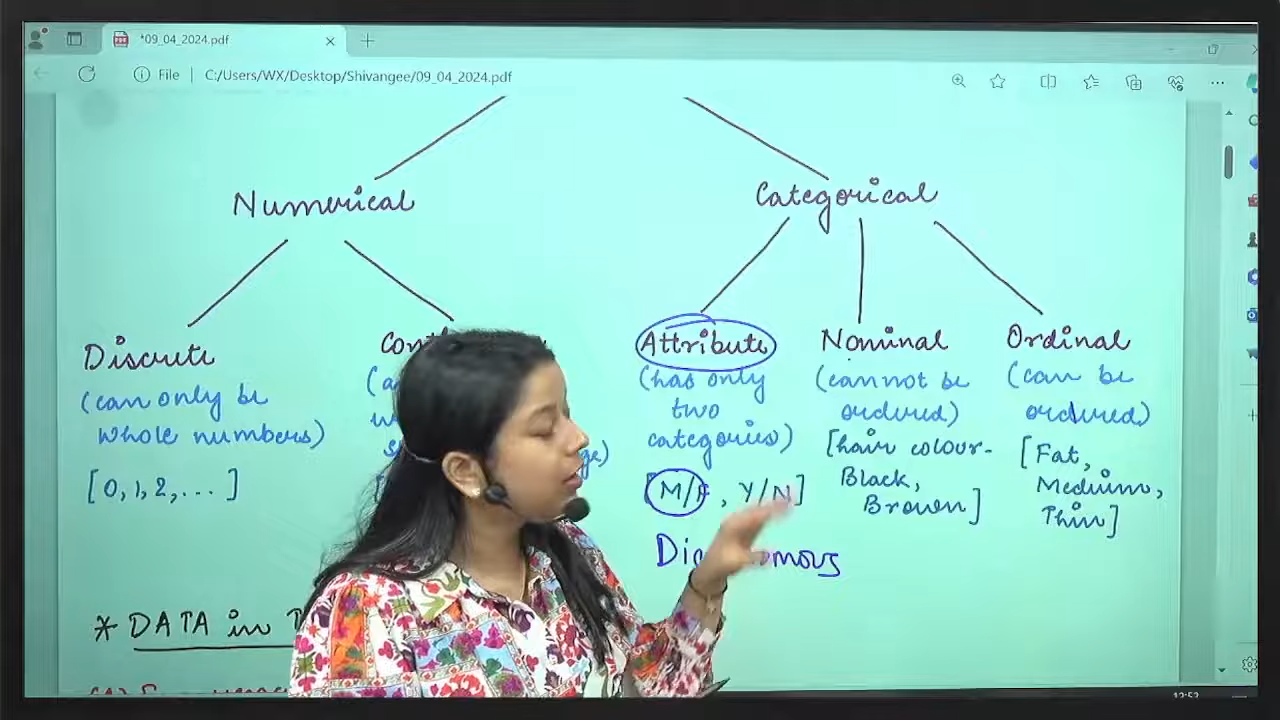 *09_04_2024.pdf
File | C:/Users/WX/Desktop/Shivangee/09_04_2024.pdf
Numerical
Categorical
Discrete
(can only be
whole numbers)
[0, 1, 2, ... ]
Attribute
(has only
two
categories)
[M/F, Y/N]
Nominal
(cannot be
ordered)
[hair colour-
Black,
Brown]
Ordinal
(can be
ordered)
[Fat,
Medium,
Thin]
* DATA in
12:53